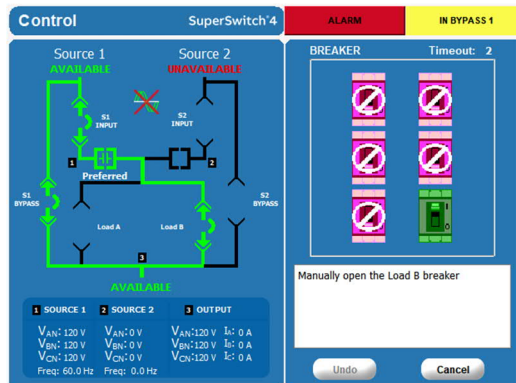 Control
SuperSwitch®4
ALARM
IN BYPASS 1
Source 1
AVAILABLE
Source 2
UNAVAILABLE
S1
INPUT
S2
INPUT
1
2
Preferred
S1
BYPASS
S2
BYPASS
Load A
Load B
3
AVAILABLE
1 SOURCE 1
VAN: 120 V
VBN: 120 V
VCN: 120 V
Freq: 60.0 Hz
2 SOURCE 2
VAN: 0 V
VBN: 0 V
VCN: 0 V
Freq: 0.0 Hz
3 OUTPUT
VAN: 120 V IA: 0 A
VBN: 120 V IB: 0 A
VCN: 120 V IC: 0 A
BREAKER
Timeout: 2
I
O
Manually open the Load B breaker
Undo
Cancel